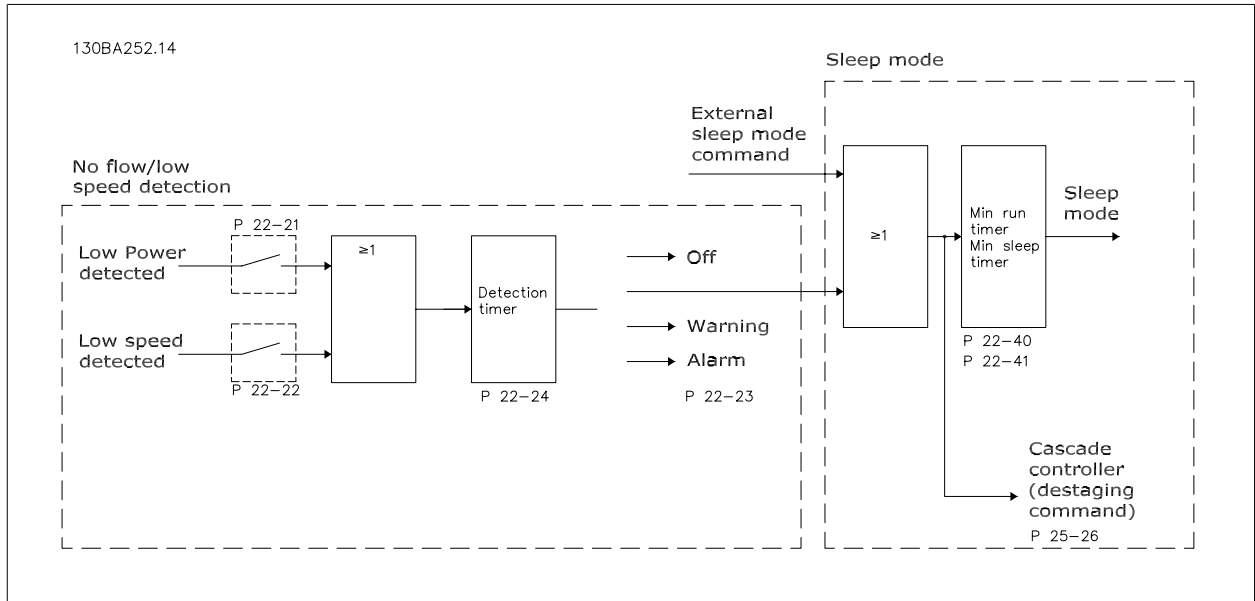 130BA252.14
Sleep mode
External
sleep mode
command
No flow/low
speed detection
P 22-21
Low Power
detected
≥1
Detection
timer
P 22-24
Low speed
detected
P 22-22
Off
Warning
Alarm
P 22-23
≥1
Min run
timer
Min sleep
timer
P 22-40
P 22-41
Sleep
mode
Cascade
controller
(destaging
command)
P 25-26